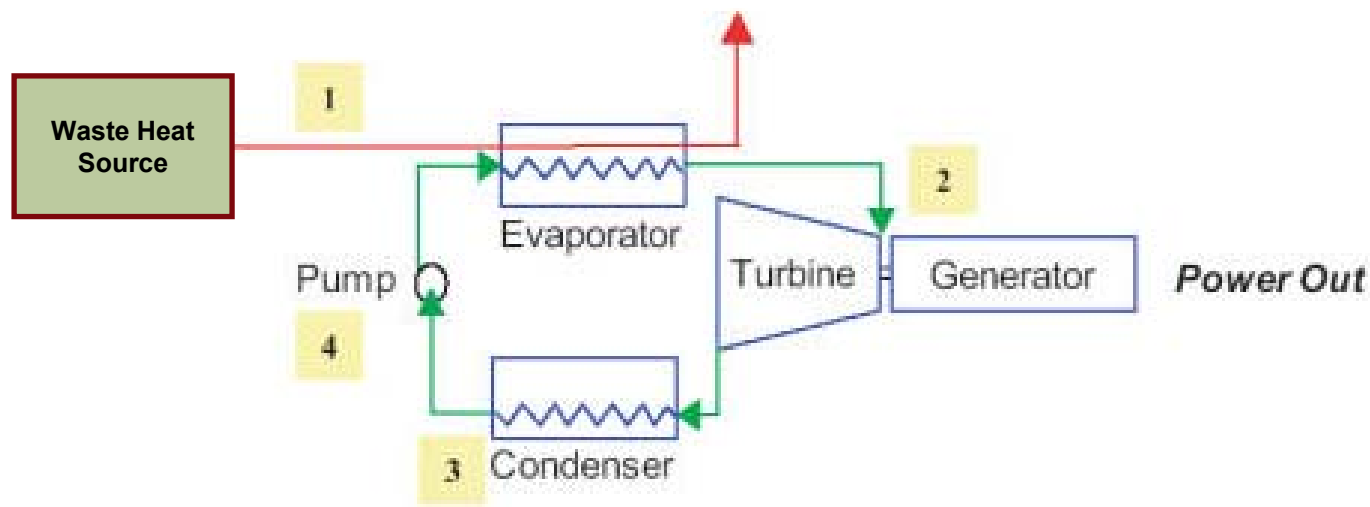 1
Waste Heat
Source
2
Evaporator
Turbine
Generator
Power Out
Pump
4
3
Condenser